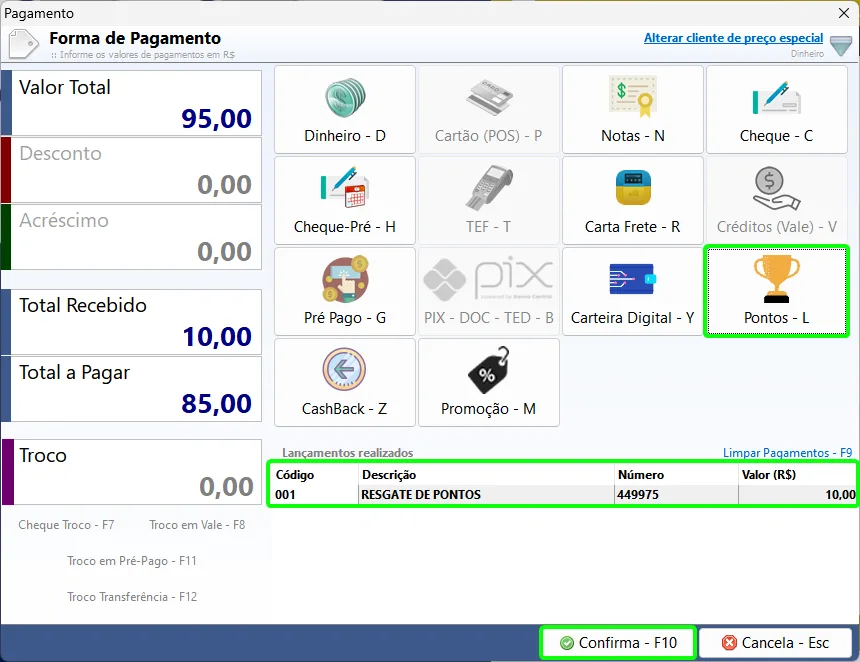 Pagamento
Forma de Pagamento
:: Informe os valores de pagamentos em R$
Alterar cliente de preço especial
Dinheiro
Valor Total
95,00
Desconto
0,00
Acréscimo
0,00
Total Recebido
10,00
Total a Pagar
85,00
Troco
0,00
Cheque Troco - F7
Troco em Vale - F8
Troco em Pré-Pago - F11
Troco Transferência - F12
Dinheiro - D
Cartão (POS) - P
Notas - N
Cheque - C
Cheque-Pré - H
TEF - T
Carta Frete - R
Créditos (Vale) - V
Pré Pago - G
pix
powered by Banco Central
PIX - DOC - TED - B
Carteira Digital - Y
Pontos - L
CashBack - Z
%
Promoção - M
Lançamentos realizados
Limpar Pagamentos - F9
Código Descrição Número Valor (R$)
001 RESGATE DE PONTOS 449975 10,00
Confirma - F10
Cancela - Esc